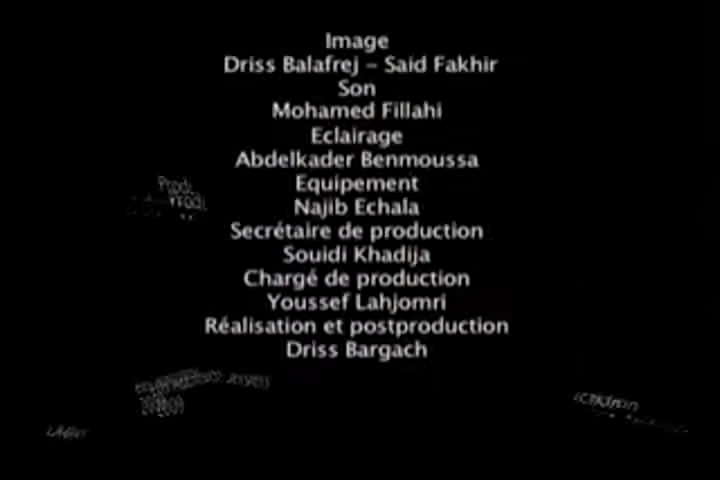 Image
Driss Balafrej – Said Fakhir
Son
Mohamed Fillahi
Eclairage
Abdelkader Benmoussa
Equipement
Najib Echala
Secrétaire de production
Souidi Khadija
Chargé de production
Youssef Lahjomri
Réalisation et postproduction
Driss Bargach